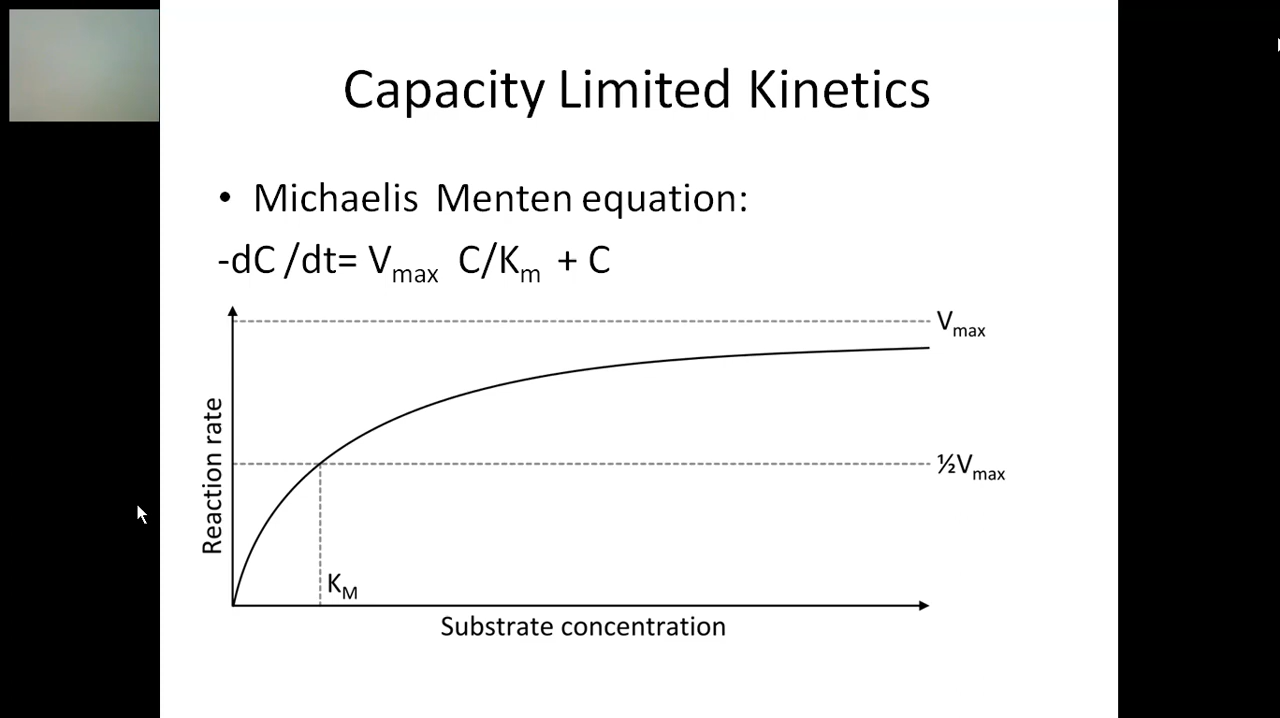 Capacity Limited Kinetics
• Michaelis Menten equation:
-dC /dt= Vmax C/Km + C
Vmax
½Vmax
Reaction rate
KM
Substrate concentration